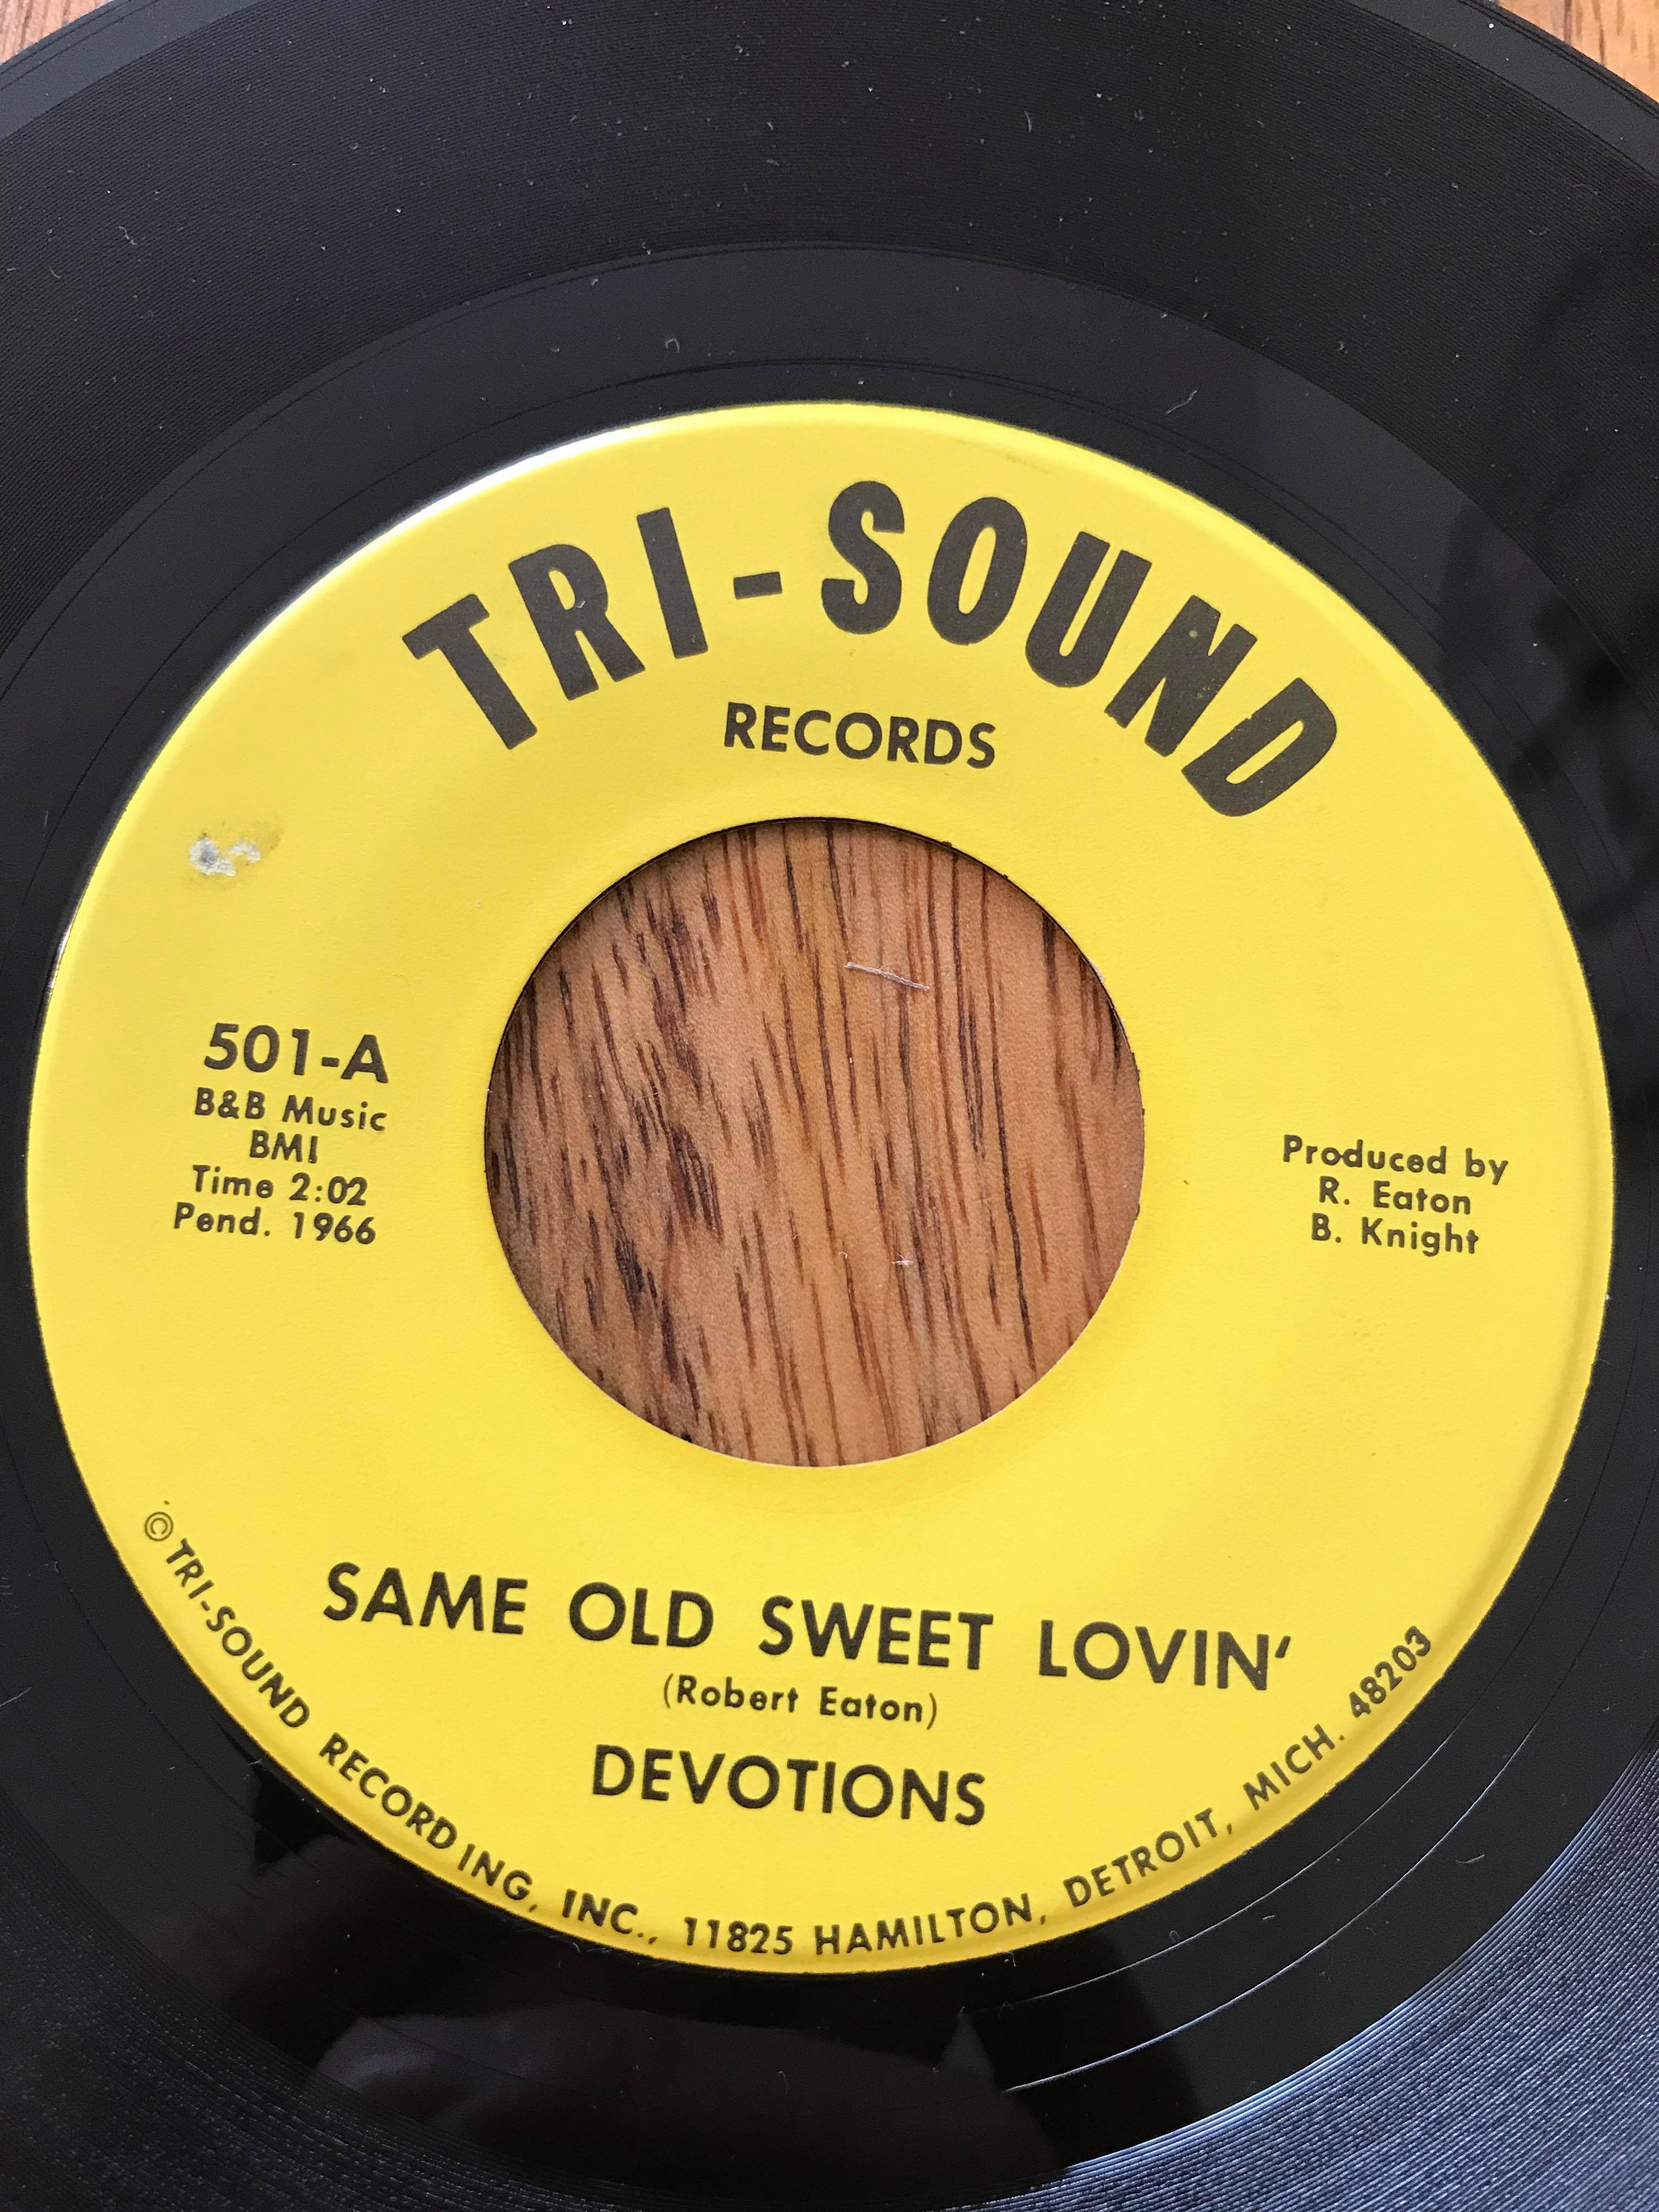 TRI-SOUND
RECORDS
501-A
B&B Music
BMI
Time 2:02
Pend. 1966
Produced by
R. Eaton
B. Knight
SAME OLD SWEET LOVIN'
(Robert Eaton)
DEVOTIONS
© TRI-SOUND RECORDING, INC., 11825 HAMILTON, DETROIT, MICH. 48203